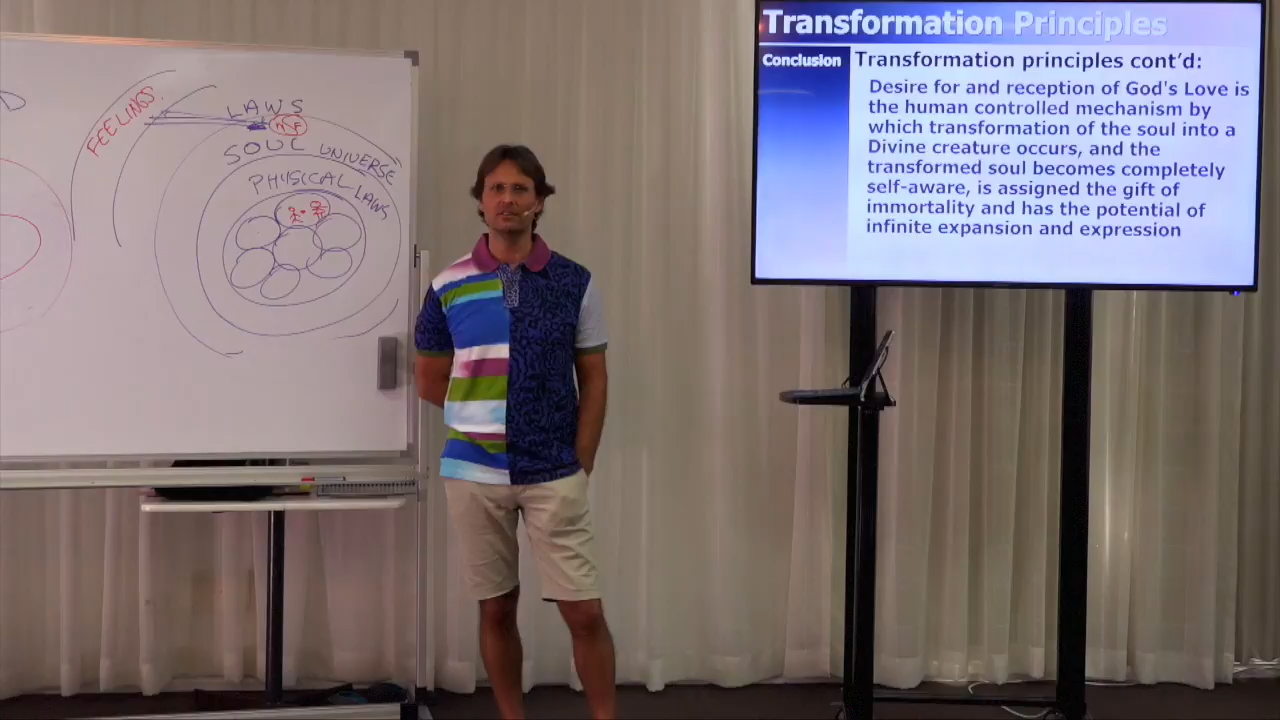 D
FEELINGS
LAWS
M F
SOUL UNIVERSE
PHYSICAL LAWS
Transformation Principles
Conclusion
Transformation principles cont'd:
Desire for and reception of God's Love is
the human controlled mechanism by
which transformation of the soul into a
Divine creature occurs, and the
transformed soul becomes completely
self-aware, is assigned the gift of
immortality and has the potential of
infinite expansion and expression